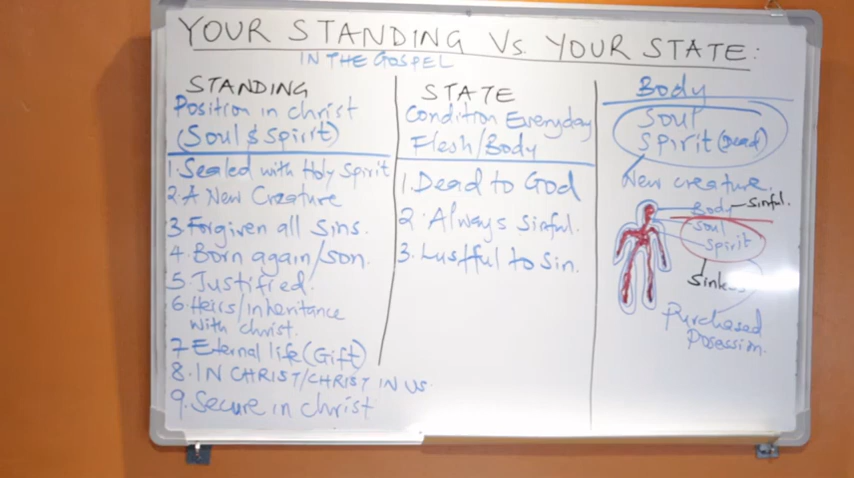 YOUR STANDING Vs. YOUR STATE:
IN THE GOSPEL
STANDING
Position in christ
(Soul & spirit)
1. Sealed with Holy Spirit
2. A New Creature
3. Forgiven all sins.
4. Born again/son.
5. Justified.
6. Heirs/inheritance
with christ.
7. Eternal life (Gift)
8. IN CHRIST/CHRIST IN US
9. Secure in christ
STATE
Condition Everyday
Flesh/Body
1. Dead to God
2. Always sinful.
3. Lustful to sin.
Body
Soul
Spirit (Dead)
New creature.
Body - Sinful.
Soul
Spirit
Purchased
Posession.